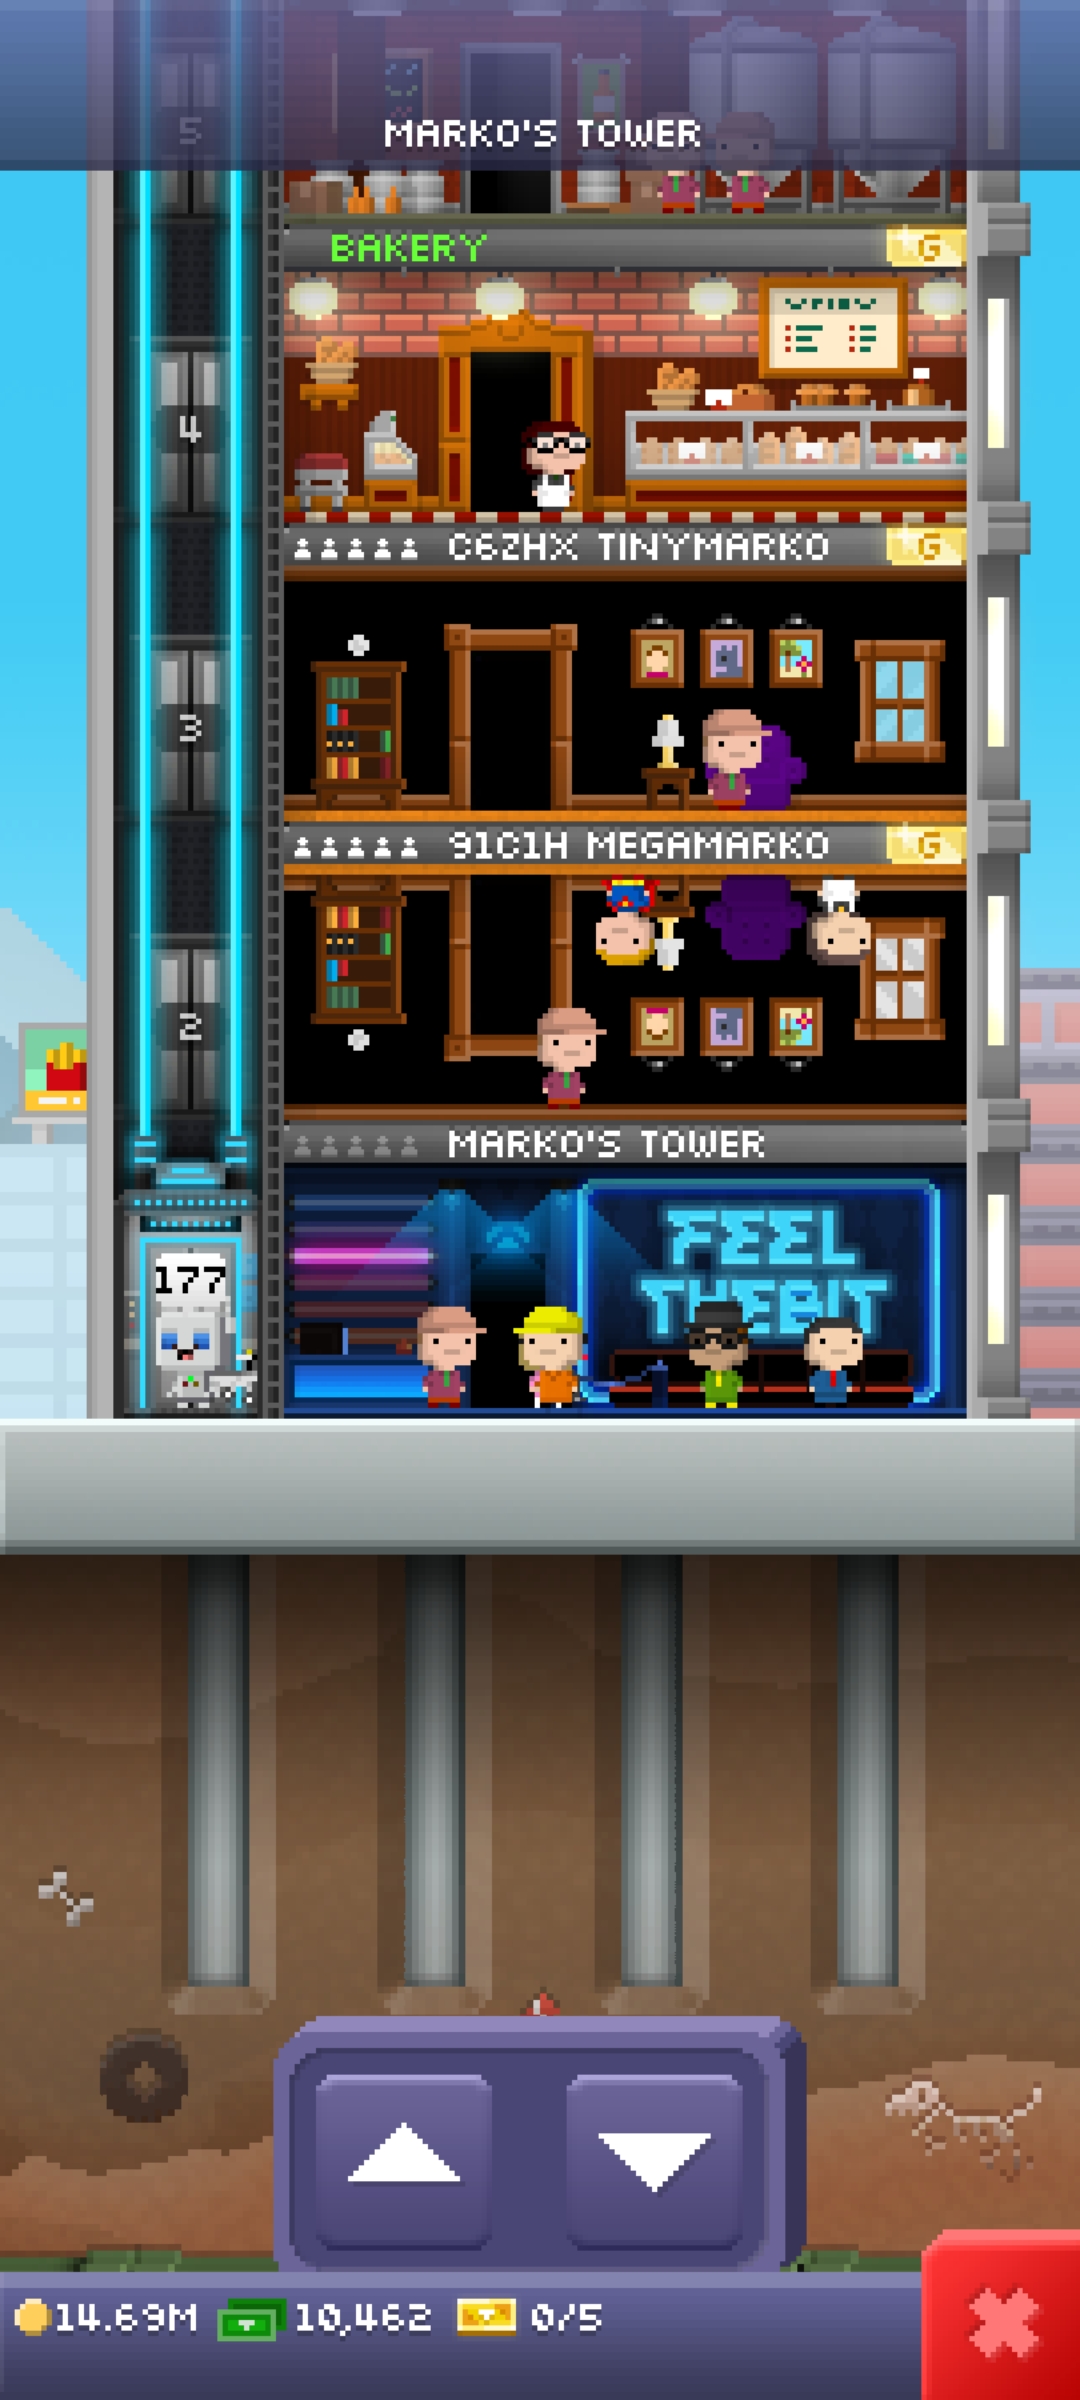 5
MARKO'S TOWER
BAKERY
G
4
C6ZHX TINYMARKO
G
3
91C1H MEGAMARKO
G
2
MARKO'S TOWER
177
FEEL
THEBIT
14.69M
10,462
0/5